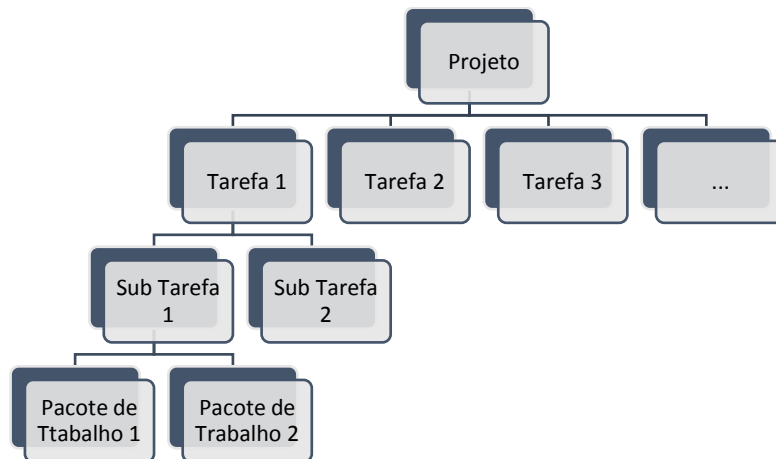 Projeto
Tarefa 1
Tarefa 2
Tarefa 3
...
Sub Tarefa
1
Sub Tarefa
2
Pacote de
Ttabalho 1
Pacote de
Trabalho 2